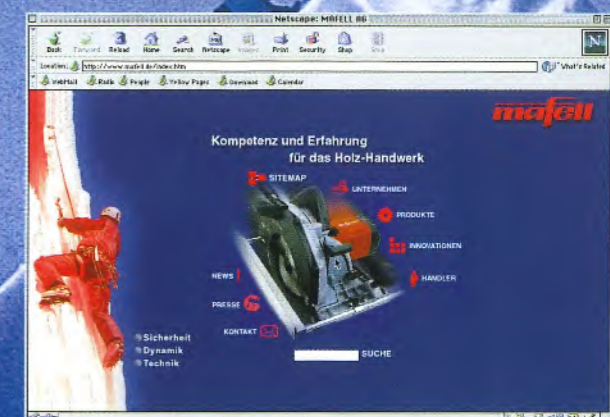 Netscape: MAFELL AG
Back Forward Reload Home Search Netscape Images Print Security Shop Stop
Location: http://www.mafell.de/index.htm
What's Related
WebMail Radio People Yellow Pages Download Calendar
mafell
Kompetenz und Erfahrung
für das Holz-Handwerk
SITEMAP
UNTERNEHMEN
PRODUKTE
INNOVATIONEN
HÄNDLER
NEWS
PRESSE
KONTAKT
Sicherheit
Dynamik
Technik
SUCHE